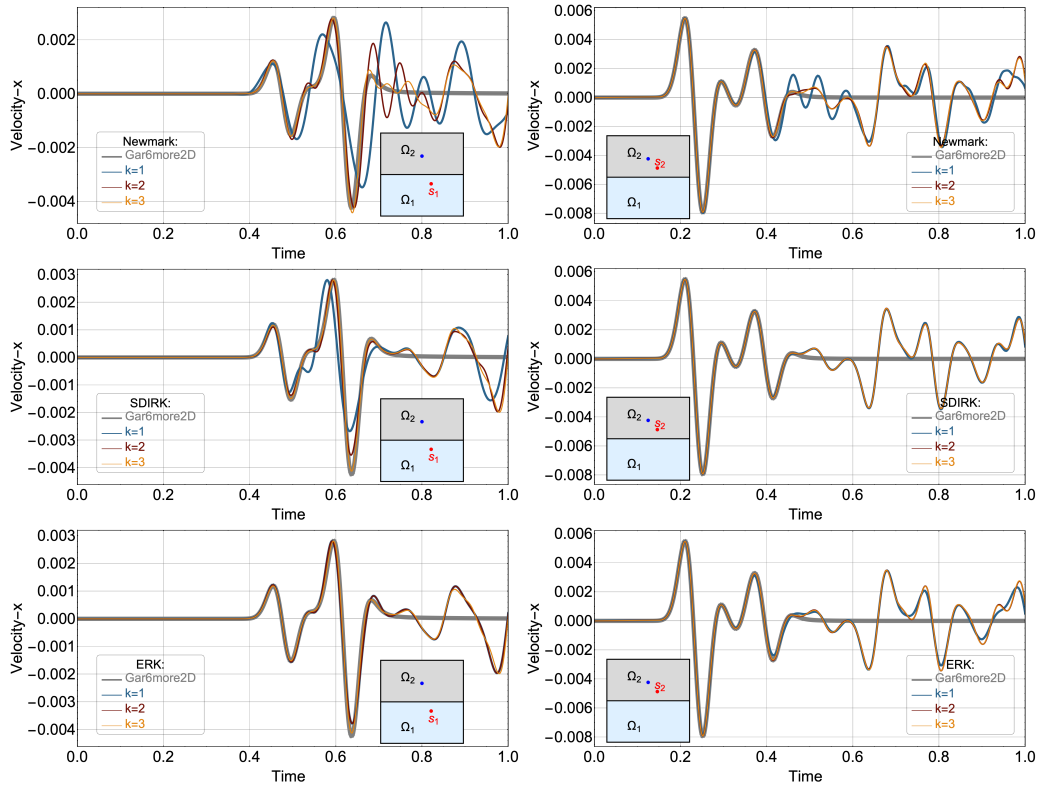 0.002
0.000
−0.002
−0.004
Velocity−x
Newmark:
Gar6more2D
k=1
k=2
k=3
Ω2
Ω1
s1
0.0 0.2 0.4 0.6 0.8 1.0
Time
0.006
0.004
0.002
0.000
−0.002
−0.004
−0.006
−0.008
Velocity−x
Ω2
s2
Ω1
Newmark:
Gar6more2D
k=1
k=2
k=3
0.0 0.2 0.4 0.6 0.8 1.0
Time
0.003
0.002
0.001
0.000
−0.001
−0.002
−0.003
−0.004
Velocity−x
SDIRK:
Gar6more2D
k=1
k=2
k=3
Ω2
Ω1
s1
0.0 0.2 0.4 0.6 0.8 1.0
Time
0.006
0.004
0.002
0.000
−0.002
−0.004
−0.006
−0.008
Velocity−x
Ω2
s2
Ω1
SDIRK:
Gar6more2D
k=1
k=2
k=3
0.0 0.2 0.4 0.6 0.8 1.0
Time
0.003
0.002
0.001
0.000
−0.001
−0.002
−0.003
−0.004
Velocity−x
ERK:
Gar6more2D
k=1
k=2
k=3
Ω2
Ω1
s1
0.0 0.2 0.4 0.6 0.8 1.0
Time
0.006
0.004
0.002
0.000
−0.002
−0.004
−0.006
−0.008
Velocity−x
Ω2
s2
Ω1
ERK:
Gar6more2D
k=1
k=2
k=3
0.0 0.2 0.4 0.6 0.8 1.0
Time